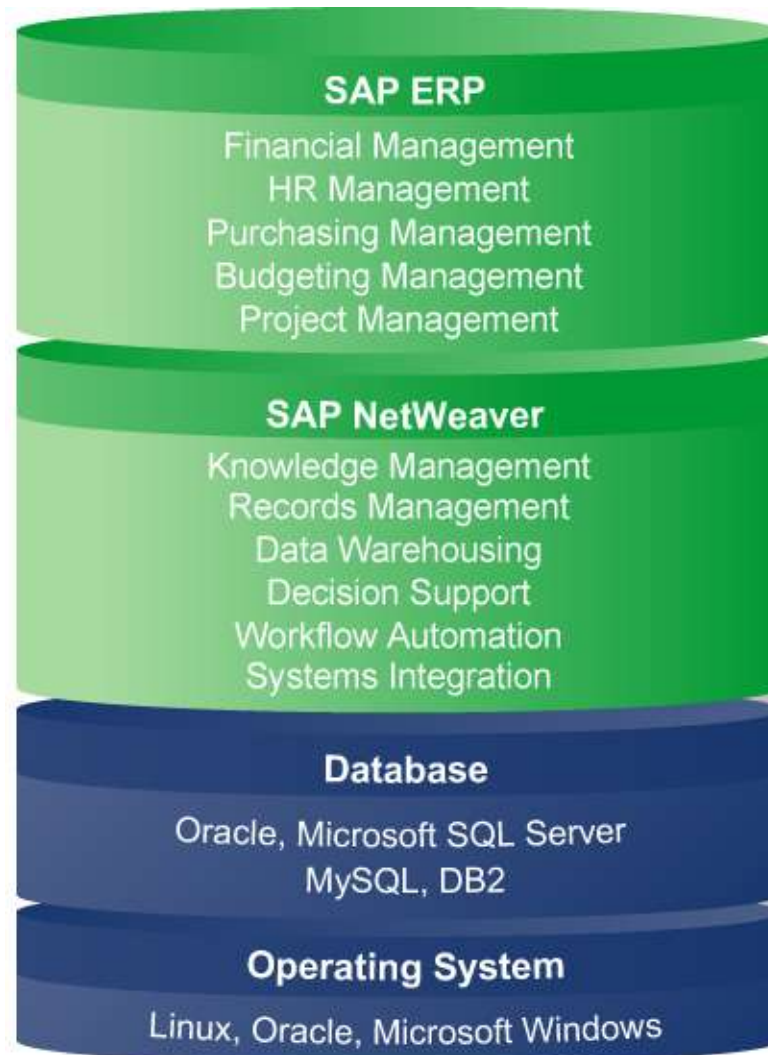 SAP ERP
Financial Management
HR Management
Purchasing Management
Budgeting Management
Project Management
SAP NetWeaver
Knowledge Management
Records Management
Data Warehousing
Decision Support
Workflow Automation
Systems Integration
Database
Oracle, Microsoft SQL Server
MySQL, DB2
Operating System
Linux, Oracle, Microsoft Windows